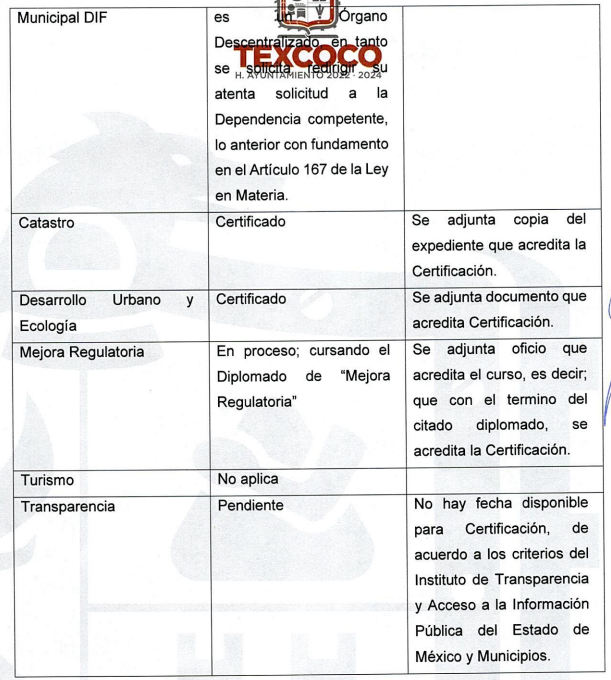 Municipal DIF
es un Órgano
Descentralizado, en tanto
se solicita redirigir su
atenta solicitud a la
Dependencia competente,
lo anterior con fundamento
en el Artículo 167 de la Ley
en Materia.
TEXCOCO
H. AYUNTAMIENTO 2022 - 2024
Catastro
Certificado
Se adjunta copia del
expediente que acredita la
Certificación.
Desarrollo Urbano y
Ecología
Certificado
Se adjunta documento que
acredita Certificación.
Mejora Regulatoria
En proceso; cursando el
Diplomado de “Mejora
Regulatoria”
Se adjunta oficio que
acredita el curso, es decir;
que con el termino del
citado diplomado, se
acredita la Certificación.
Turismo
No aplica
Transparencia
Pendiente
No hay fecha disponible
para Certificación, de
acuerdo a los criterios del
Instituto de Transparencia
y Acceso a la Información
Pública del Estado de
México y Municipios.